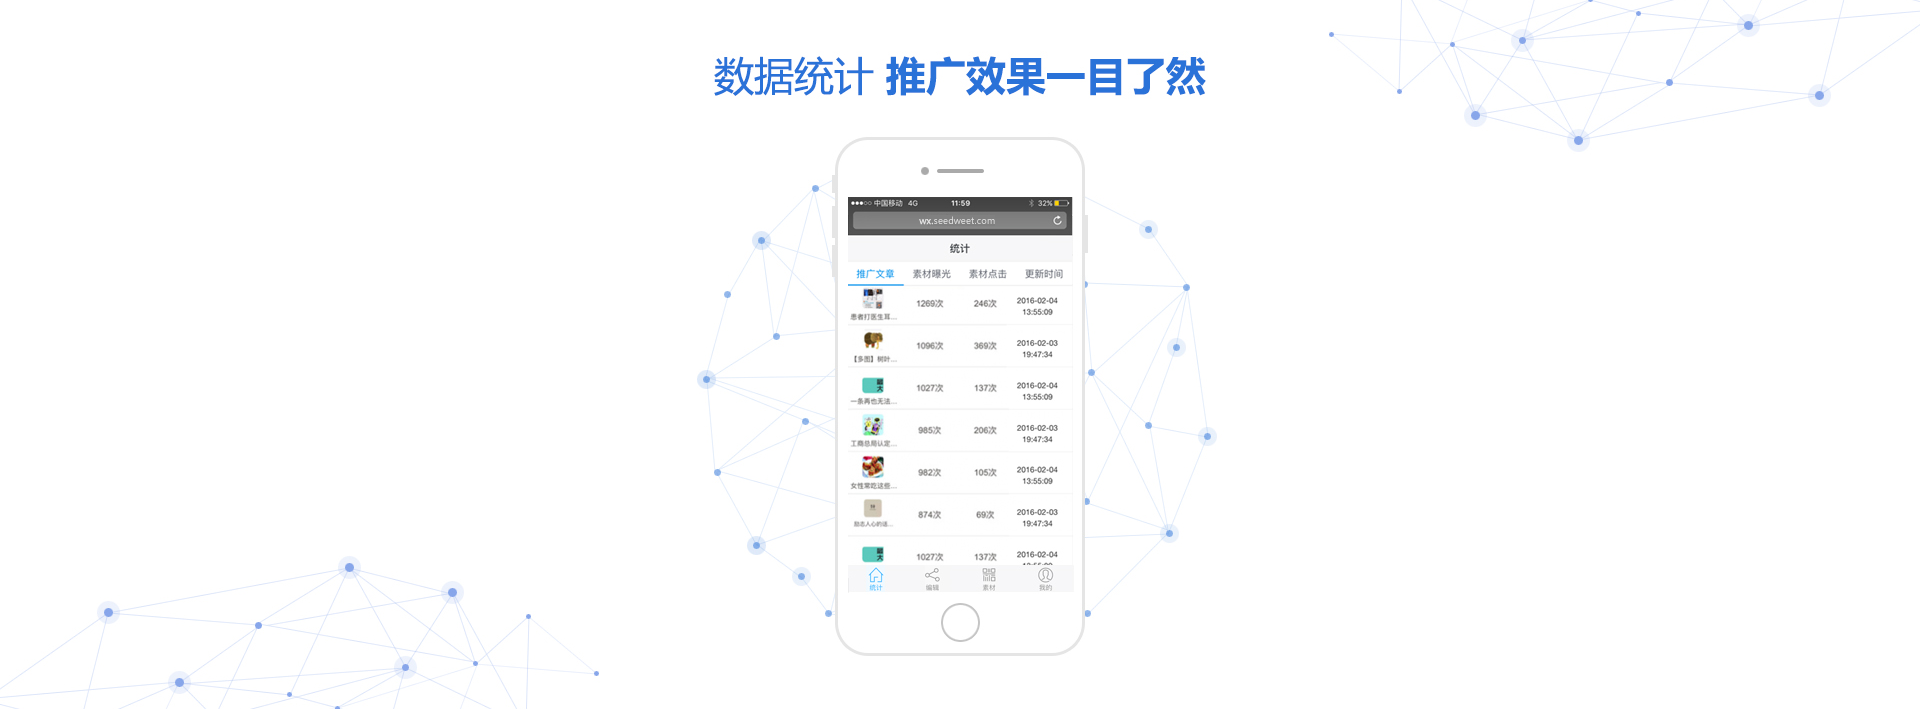 数据统计 推广效果一目了然
中国移动 4G 11:59 32%
wx.seedweet.com
统计
推广文章 素材曝光 素材点击 更新时间
1269次 246次 2016-02-04
13:55:09
患者打医生耳...
1096次 369次 2016-02-03
19:47:34
【多图】树叶...
1027次 137次 2016-02-04
13:55:09
一条再也无法...
985次 206次 2016-02-03
19:47:34
工商总局认定...
982次 105次 2016-02-04
13:55:09
女性常吃这些...
874次 69次 2016-02-03
19:47:34
励志人心的话...
1027次 137次 2016-02-04
统计 编辑 素材 我的